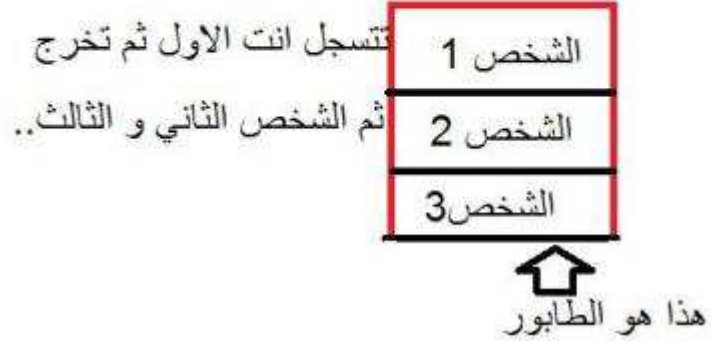 تتسجل انت الاول ثم تخرج
الشخص 1
ثم الشخص الثاني و الثالث..
الشخص 2
الشخص3
هذا هو الطابور